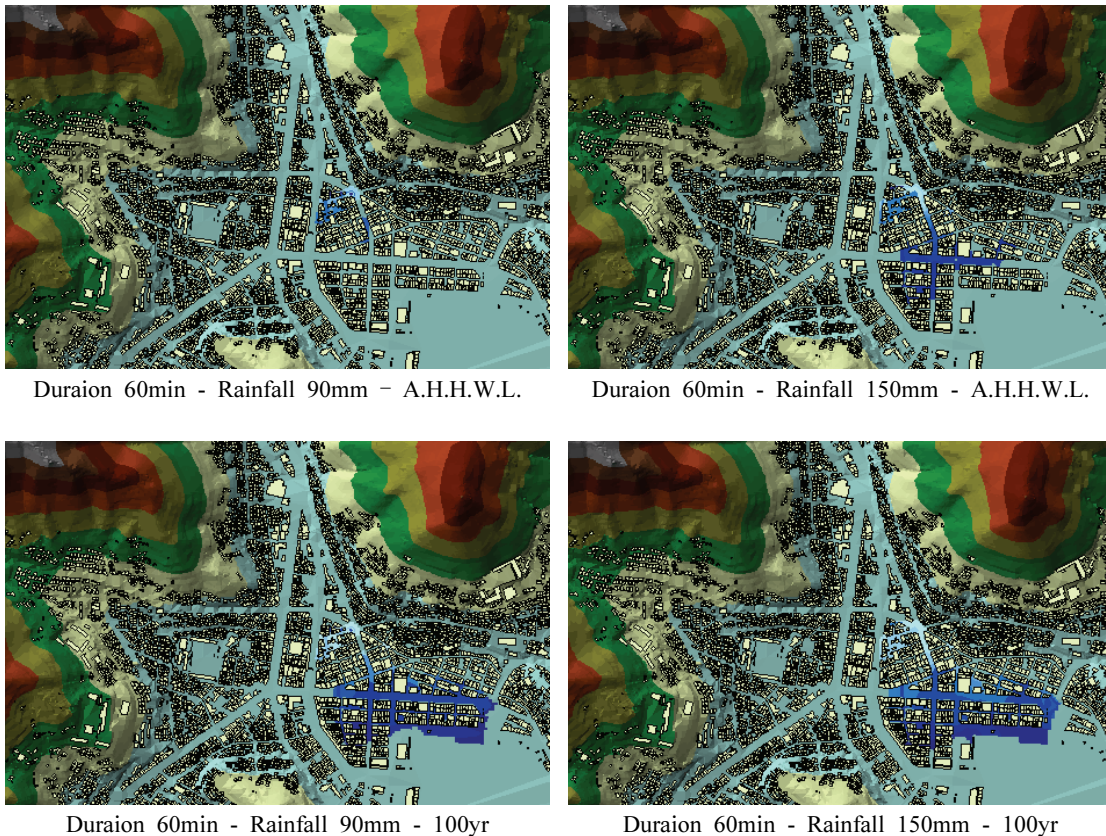 Duraion 60min - Rainfall 90mm - A.H.H.W.L.
Duraion 60min - Rainfall 150mm - A.H.H.W.L.
Duraion 60min - Rainfall 90mm - 100yr
Duraion 60min - Rainfall 150mm - 100yr